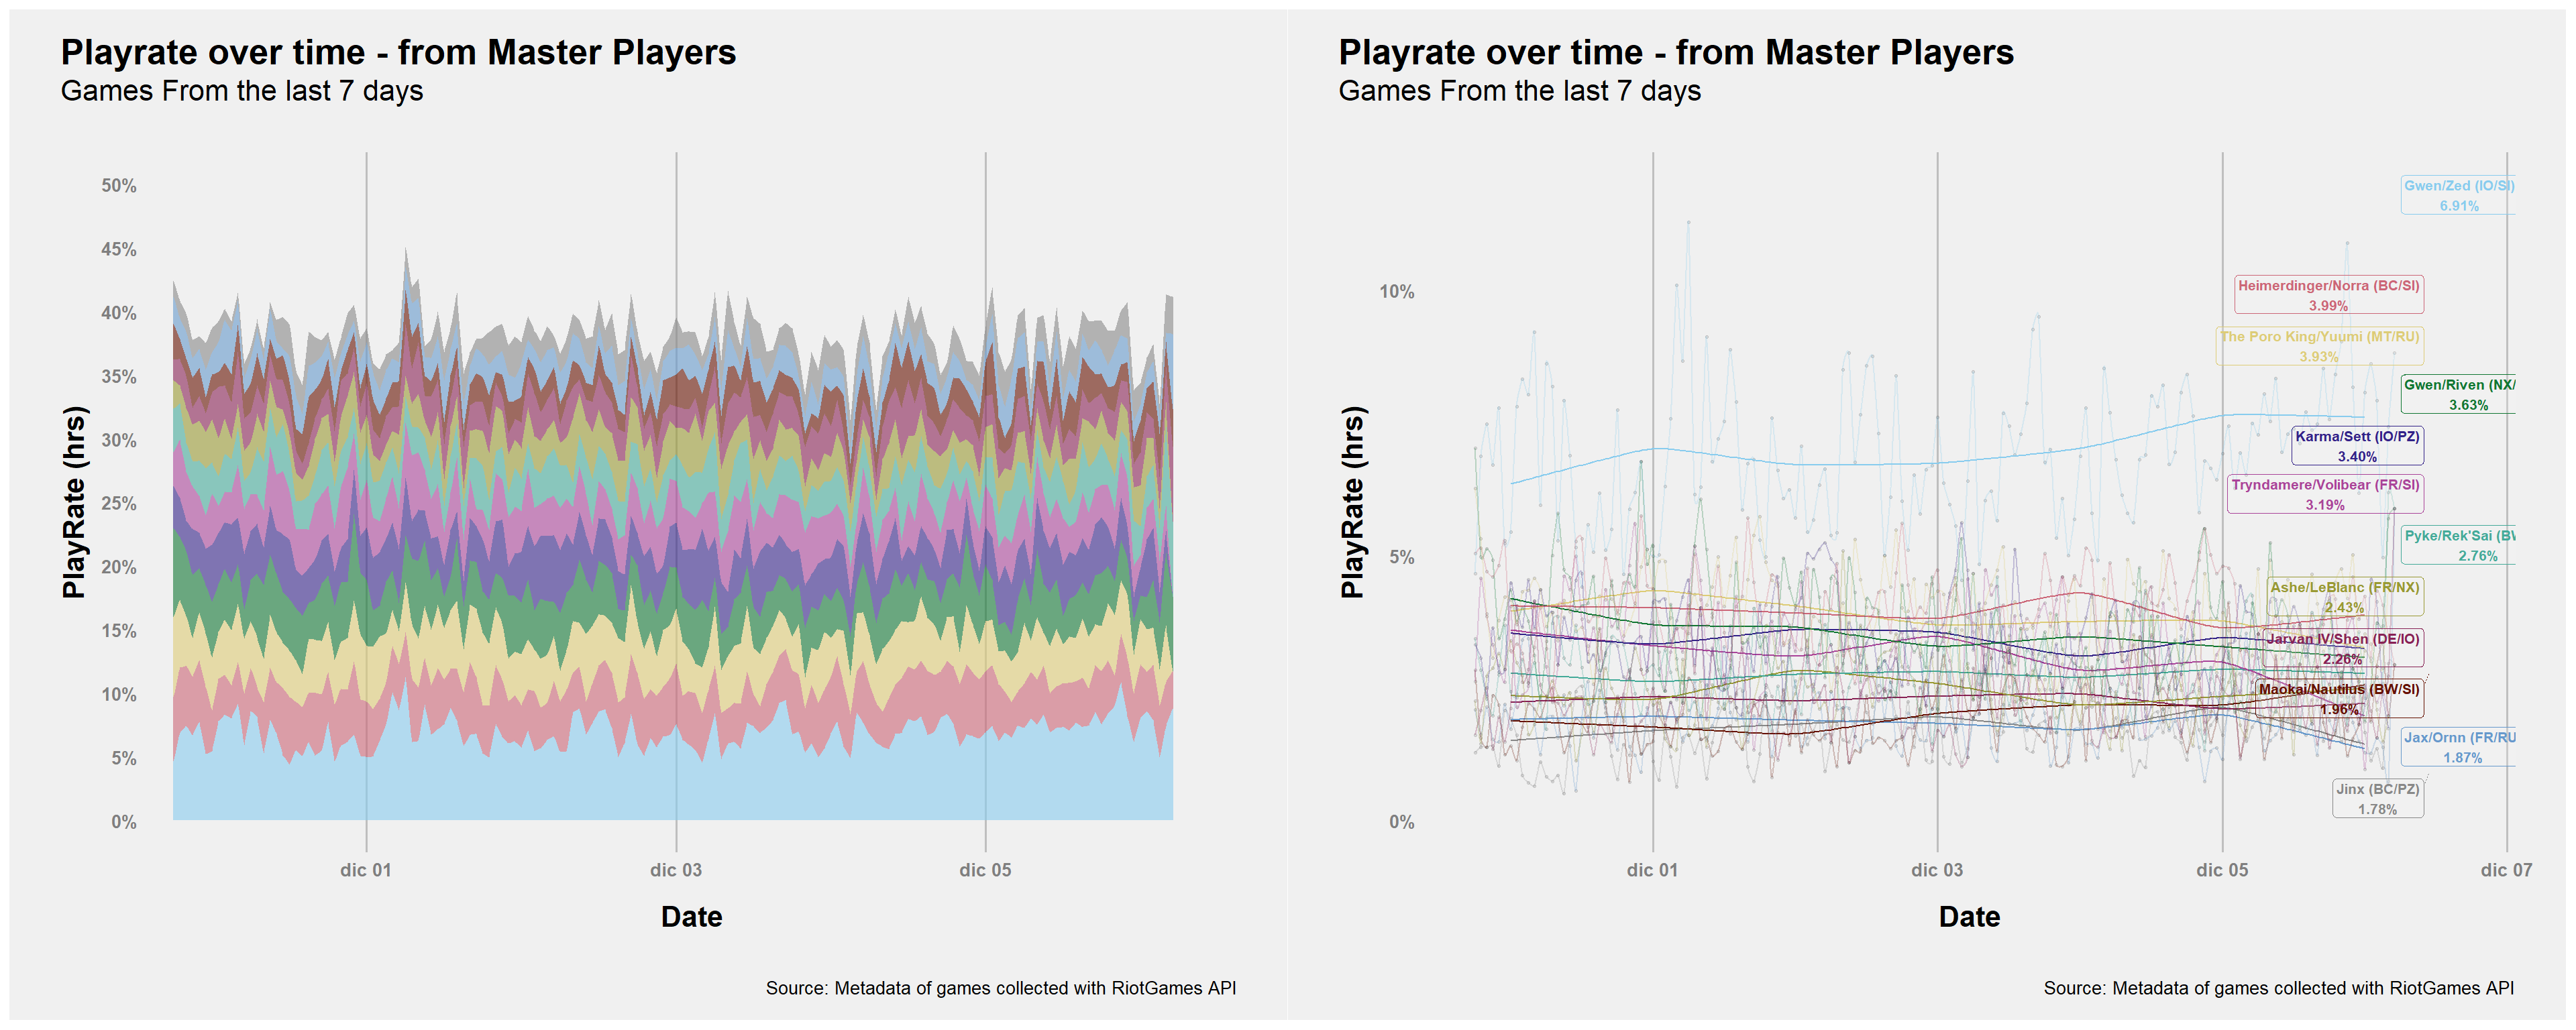 Playrate over time - from Master Players
Games From the last 7 days
50%
45%
40%
35%
30%
25%
20%
15%
10%
5%
0%
PlayRate (hrs)
dic 01
dic 03
dic 05
Date
Source: Metadata of games collected with RiotGames API
Playrate over time - from Master Players
Games From the last 7 days
10%
5%
0%
PlayRate (hrs)
Gwen/Zed (IO/SI)
6.91%
Heimerdinger/Norra (BC/SI)
3.99%
The Poro King/Yuumi (MT/RU)
3.93%
Gwen/Riven (NX/
3.63%
Karma/Sett (IO/PZ)
3.40%
Tryndamere/Volibear (FR/SI)
3.19%
Pyke/Rek'Sai (BW
2.76%
Ashe/LeBlanc (FR/NX)
2.43%
Jarvan IV/Shen (DE/IO)
2.26%
Maokai/Nautilus (BW/SI)
1.96%
Jax/Ornn (FR/RU
1.87%
Jinx (BC/PZ)
1.78%
dic 01
dic 03
dic 05
dic 07
Date
Source: Metadata of games collected with RiotGames API